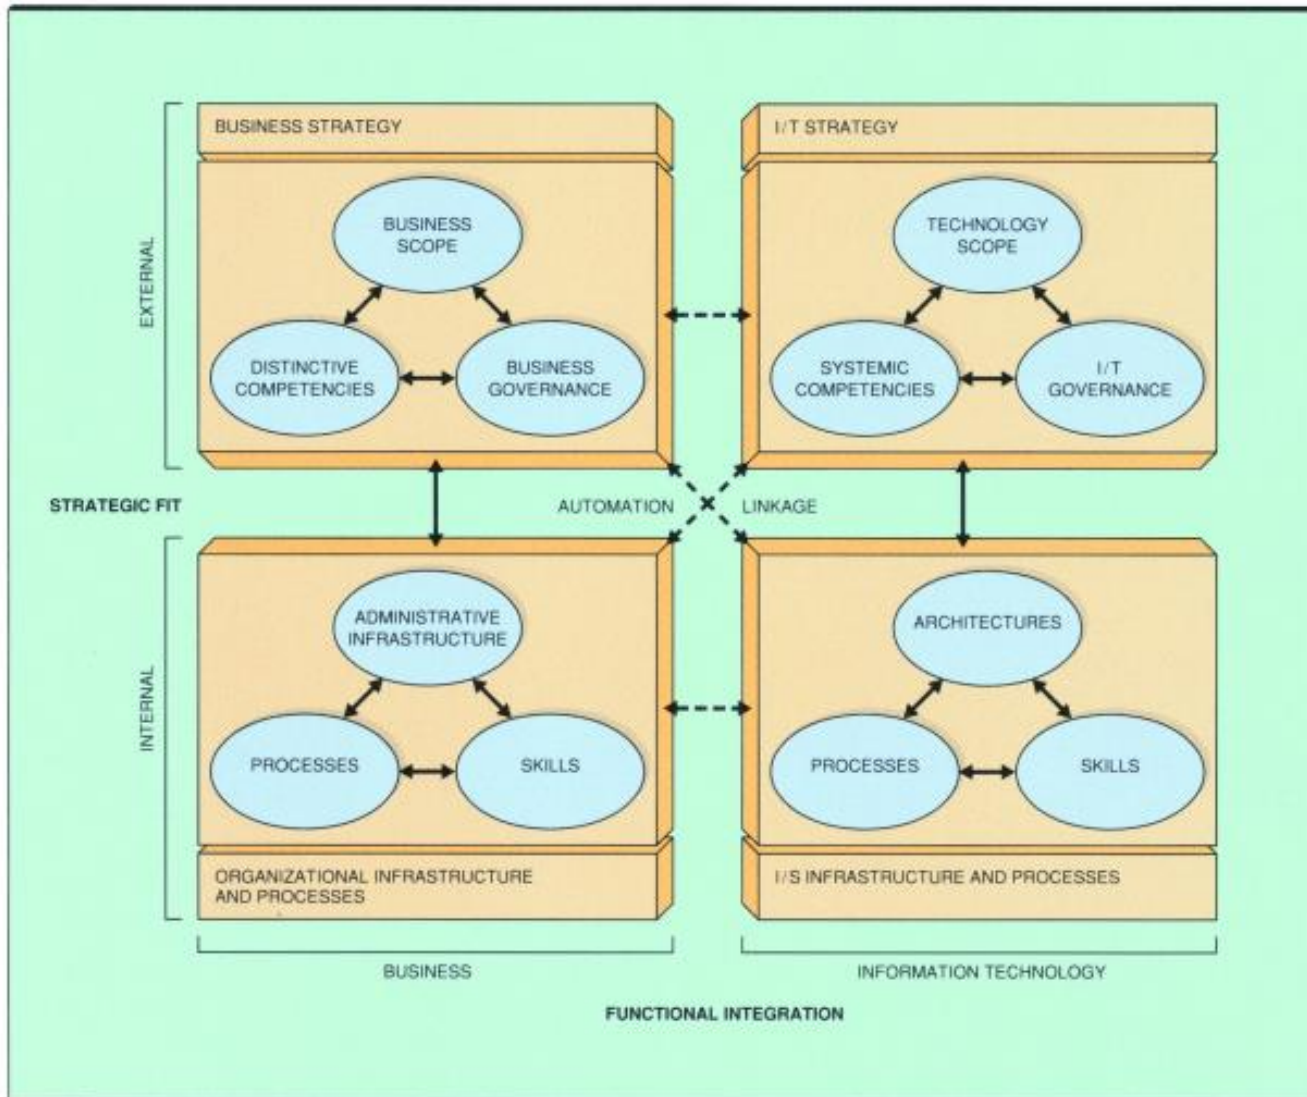 BUSINESS STRATEGY
I/T STRATEGY
BUSINESS
SCOPE
TECHNOLOGY
SCOPE
EXTERNAL
DISTINCTIVE
COMPETENCIES
BUSINESS
GOVERNANCE
SYSTEMIC
COMPETENCIES
I/T
GOVERNANCE
STRATEGIC FIT
AUTOMATION
LINKAGE
ADMINISTRATIVE
INFRASTRUCTURE
ARCHITECTURES
INTERNAL
PROCESSES
SKILLS
PROCESSES
SKILLS
ORGANIZATIONAL INFRASTRUCTURE
AND PROCESSES
I/S INFRASTRUCTURE AND PROCESSES
BUSINESS
INFORMATION TECHNOLOGY
FUNCTIONAL INTEGRATION